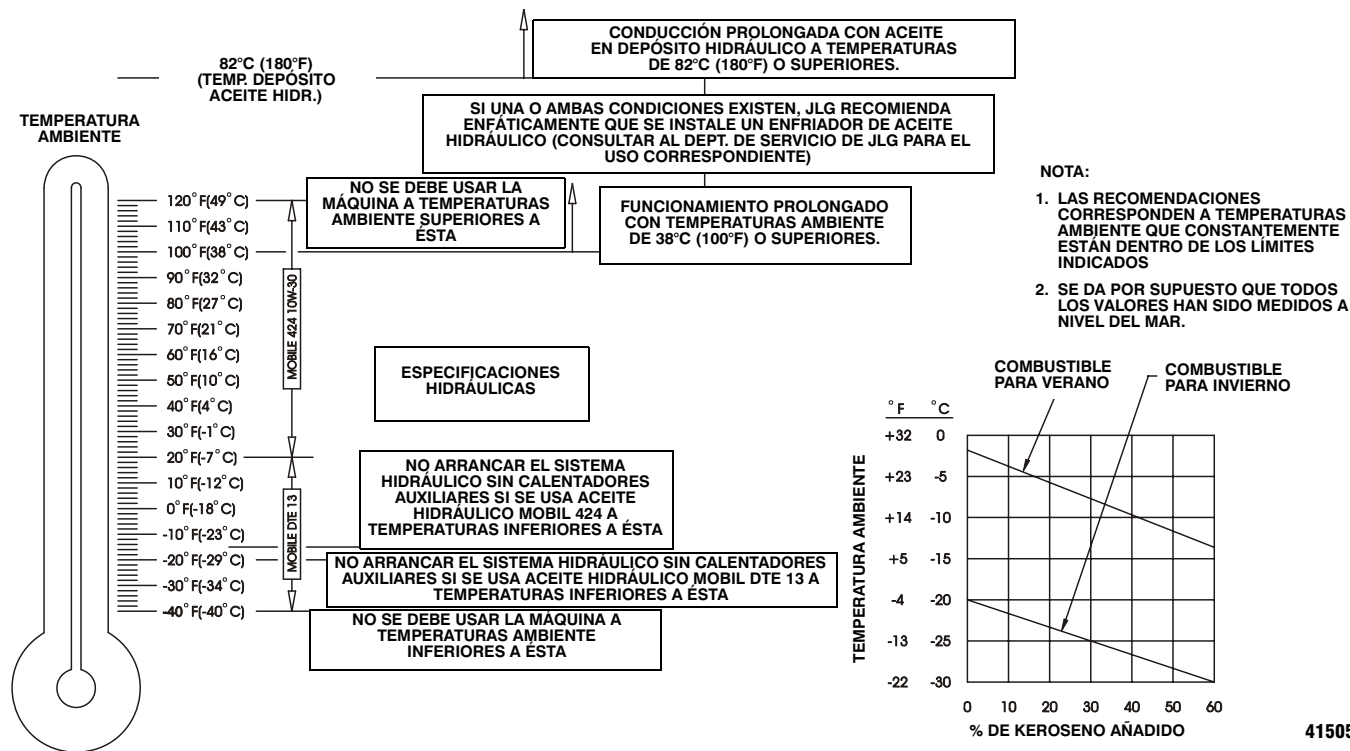 82°C (180°F)
(TEMP. DEPÓSITO
ACEITE HIDR.)
CONDUCCIÓN PROLONGADA CON ACEITE
EN DEPÓSITO HIDRÁULICO A TEMPERATURAS
DE 82°C (180°F) O SUPERIORES.
SI UNA O AMBAS CONDICIONES EXISTEN, JLG RECOMIENDA
ENFÁTICAMENTE QUE SE INSTALE UN ENFRIADOR DE ACEITE
HIDRÁULICO (CONSULTAR AL DEPT. DE SERVICIO DE JLG PARA EL
USO CORRESPONDIENTE)
TEMPERATURA
AMBIENTE
NO SE DEBE USAR LA
MÁQUINA A TEMPERATURAS
AMBIENTE SUPERIORES A
ÉSTA
FUNCIONAMIENTO PROLONGADO
CON TEMPERATURAS AMBIENTE
DE 38°C (100°F) O SUPERIORES.
120°F(49°C)
110°F(43°C)
100°F(38°C)
90°F(32°C)
80°F(27°C)
70°F(21°C)
60°F(16°C)
50°F(10°C)
40°F(4°C)
30°F(-1°C)
20°F(-7°C)
10°F(-12°C)
0°F(-18°C)
-10°F(-23°C)
-20°F(-29°C)
-30°F(-34°C)
-40°F(-40°C)
MOBILE 424 10W-30
MOBILE DTE 13
ESPECIFICACIONES
HIDRÁULICAS
NO ARRANCAR EL SISTEMA
HIDRÁULICO SIN CALENTADORES
AUXILIARES SI SE USA ACEITE
HIDRÁULICO MOBIL 424 A
TEMPERATURAS INFERIORES A ÉSTA
NO ARRANCAR EL SISTEMA HIDRÁULICO SIN CALENTADORES
AUXILIARES SI SE USA ACEITE HIDRÁULICO MOBIL DTE 13 A
TEMPERATURAS INFERIORES A ÉSTA
NO SE DEBE USAR LA MÁQUINA A
TEMPERATURAS AMBIENTE
INFERIORES A ÉSTA
NOTA:
1. LAS RECOMENDACIONES
CORRESPONDEN A TEMPERATURAS
AMBIENTE QUE CONSTANTEMENTE
ESTÁN DENTRO DE LOS LÍMITES
INDICADOS
2. SE DA POR SUPUESTO QUE TODOS
LOS VALORES HAN SIDO MEDIDOS A
NIVEL DEL MAR.
COMBUSTIBLE
PARA VERANO
COMBUSTIBLE
PARA INVIERNO
TEMPERATURA AMBIENTE
°F °C
+32 0
+23 -5
+14 -10
+5 -15
-4 -20
-13 -25
-22 -30
0 10 20 30 40 50 60
% DE KEROSENO AÑADIDO
41505